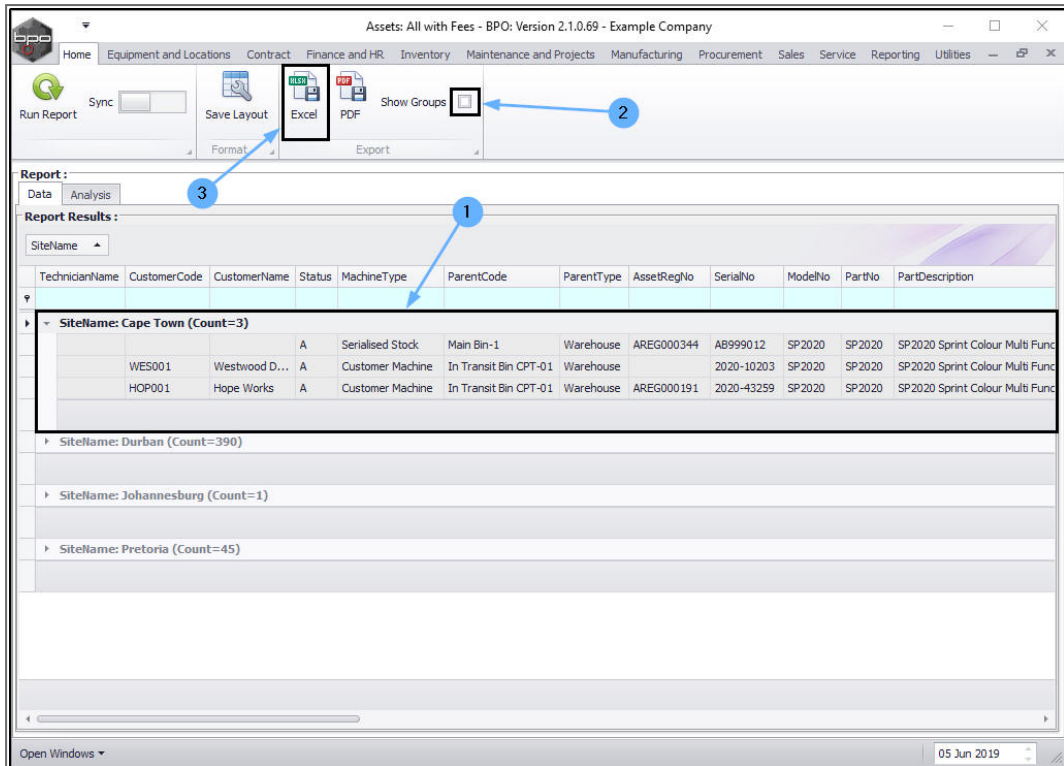 Assets: All with Fees - BPO: Version 2.1.0.69 - Example Company
bpo
Home Equipment and Locations Contract Finance and HR Inventory Maintenance and Projects Manufacturing Procurement Sales Service Reporting Utilities
Run Report
Sync
Save Layout
Format
XLSX
Excel
PDF
PDF
Show Groups
Export
2
3
1
Report :
Data Analysis
Report Results :
SiteName
TechnicianName CustomerCode CustomerName Status MachineType ParentCode ParentType AssetRegNo SerialNo ModelNo PartNo PartDescription
SiteName: Cape Town (Count=3)
A Serialised Stock Main Bin-1 Warehouse AREG000344 AB999012 SP2020 SP2020 SP2020 Sprint Colour Multi Func
WES001 Westwood D... A Customer Machine In Transit Bin CPT-01 Warehouse 2020-10203 SP2020 SP2020 SP2020 Sprint Colour Multi Func
HOP001 Hope Works A Customer Machine In Transit Bin CPT-01 Warehouse AREG000191 2020-43259 SP2020 SP2020 SP2020 Sprint Colour Multi Func
SiteName: Durban (Count=390)
SiteName: Johannesburg (Count=1)
SiteName: Pretoria (Count=45)
Open Windows
05 Jun 2019